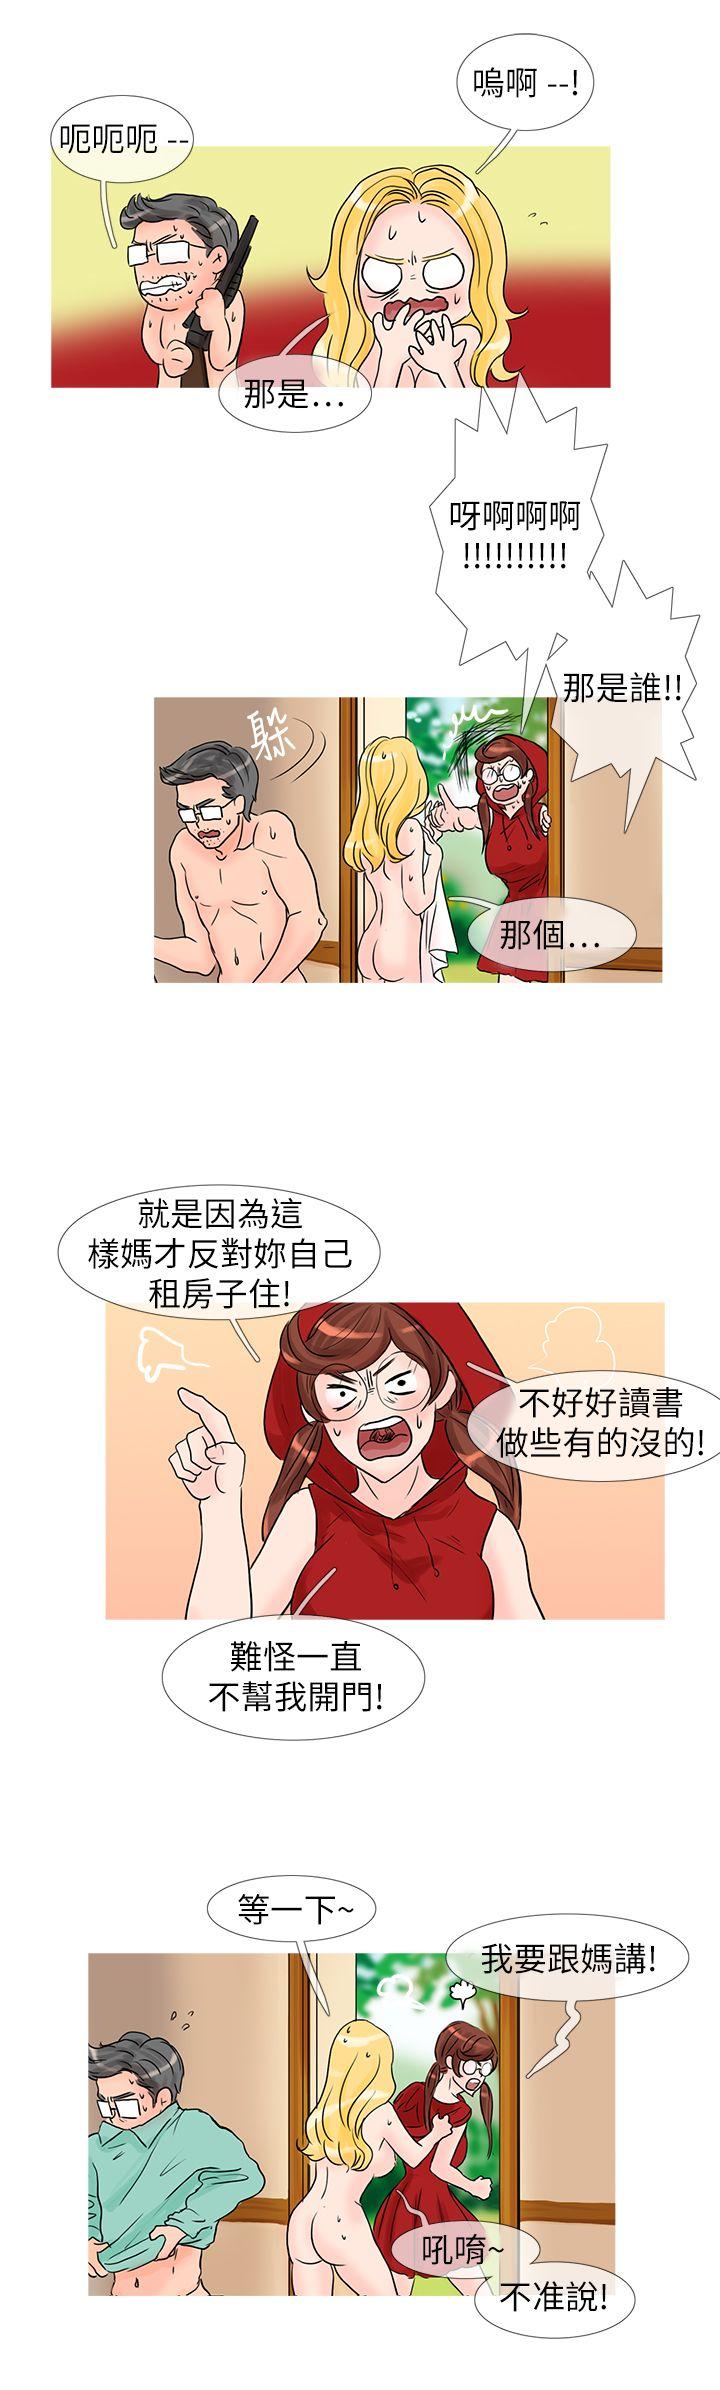 嗚啊 --!
呃呃呃 --
那是...
呀啊啊啊
!!!!!!!!!!
那是誰!!
躲
那個...
就是因為這
樣媽才反對妳自己
租房子住!
不好好讀書
做些有的沒的!
難怪一直
不幫我開門!
等一下~
我要跟媽講!
吼唷~
不准說!